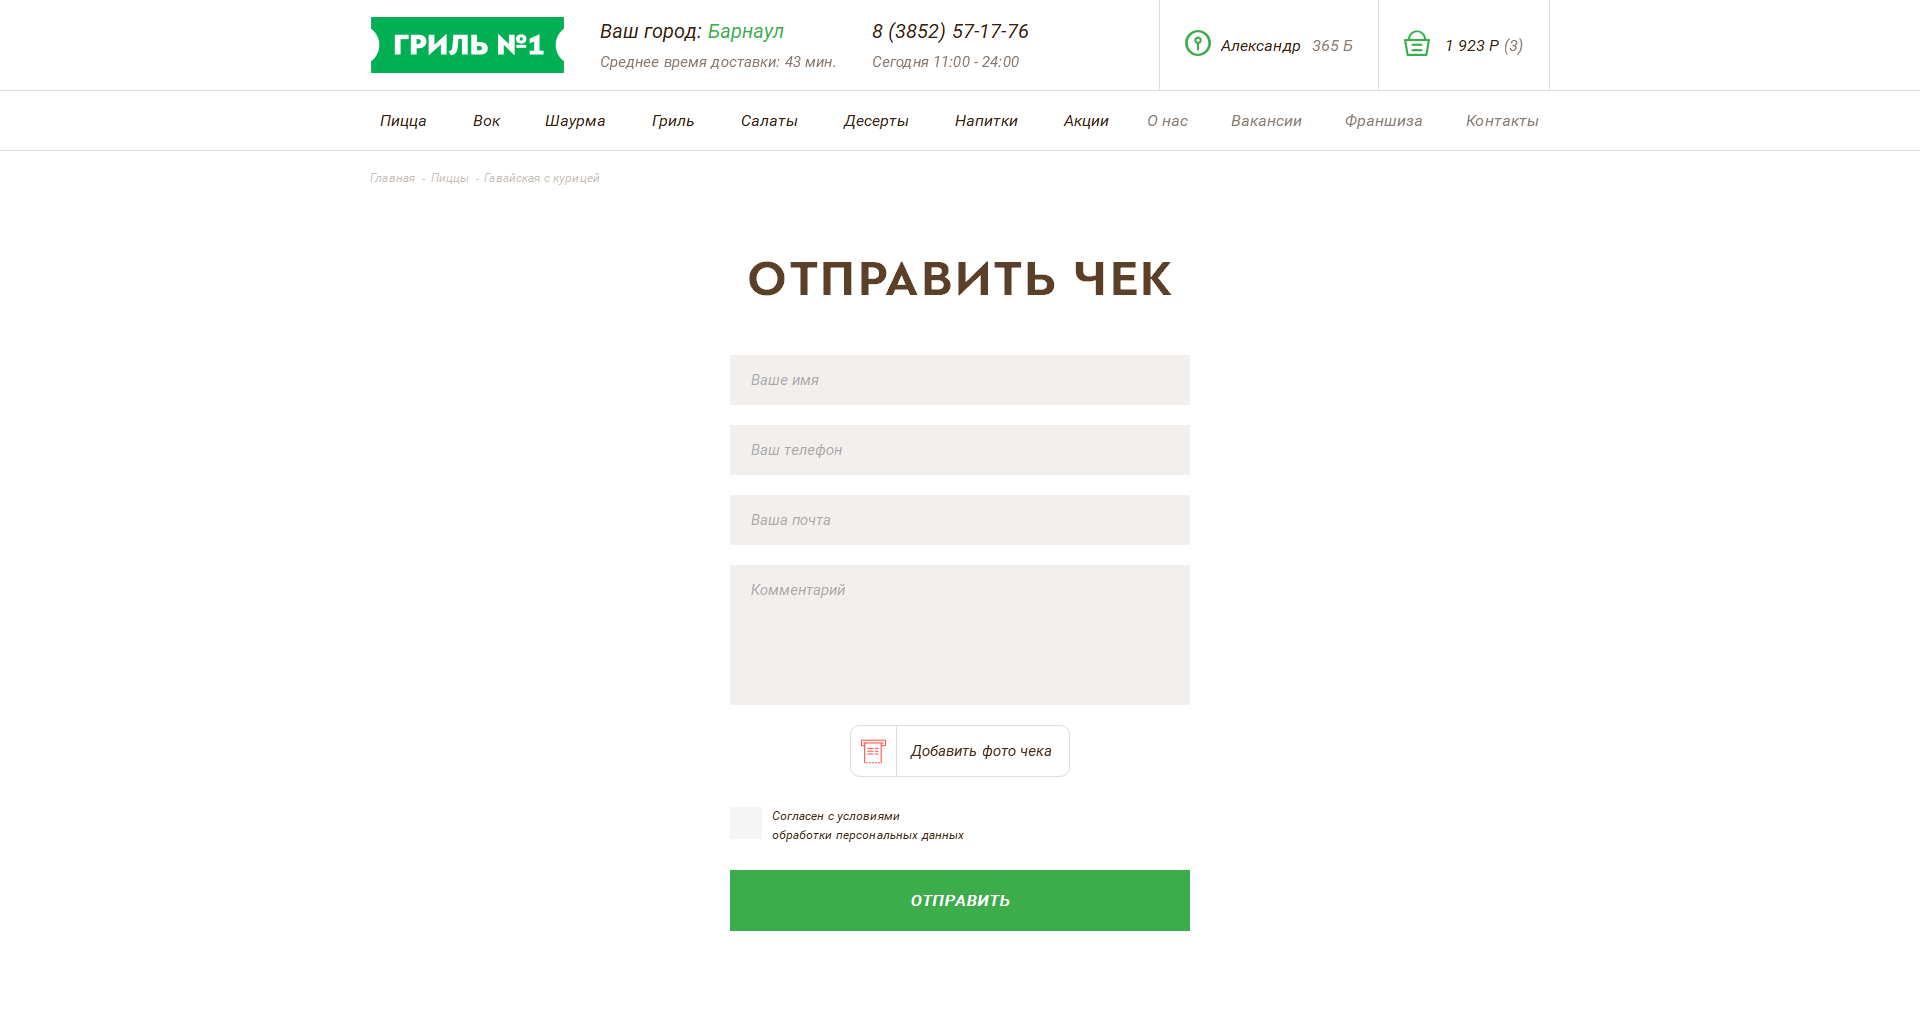 ГРИЛЬ №1
Ваш город: Барнаул
Среднее время доставки: 43 мин.
8 (3852) 57-17-76
Сегодня 11:00 - 24:00
Александр 365 Б
1 923 Р (3)
Пицца Вок Шаурма Гриль Салаты Десерты Напитки Акции О нас Вакансии Франшиза Контакты
Главная - Пиццы - Гавайская с курицей
ОТПРАВИТЬ ЧЕК
Ваше имя
Ваш телефон
Ваша почта
Комментарий
Добавить фото чека
Согласен с условиями
обработки персональных данных
ОТПРАВИТЬ